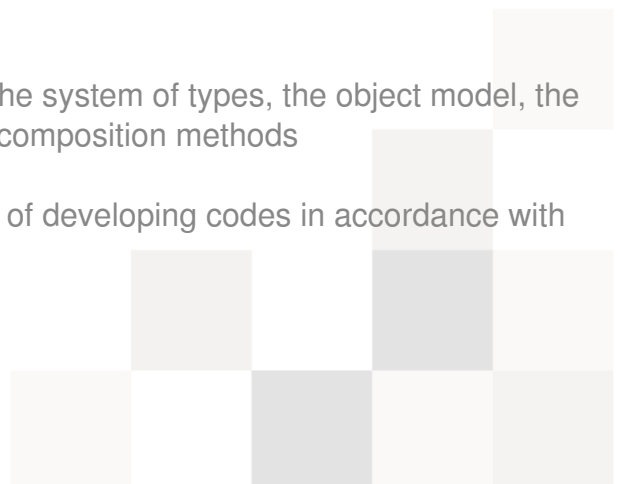 he system of types, the object model, the
composition methods
of developing codes in accordance with